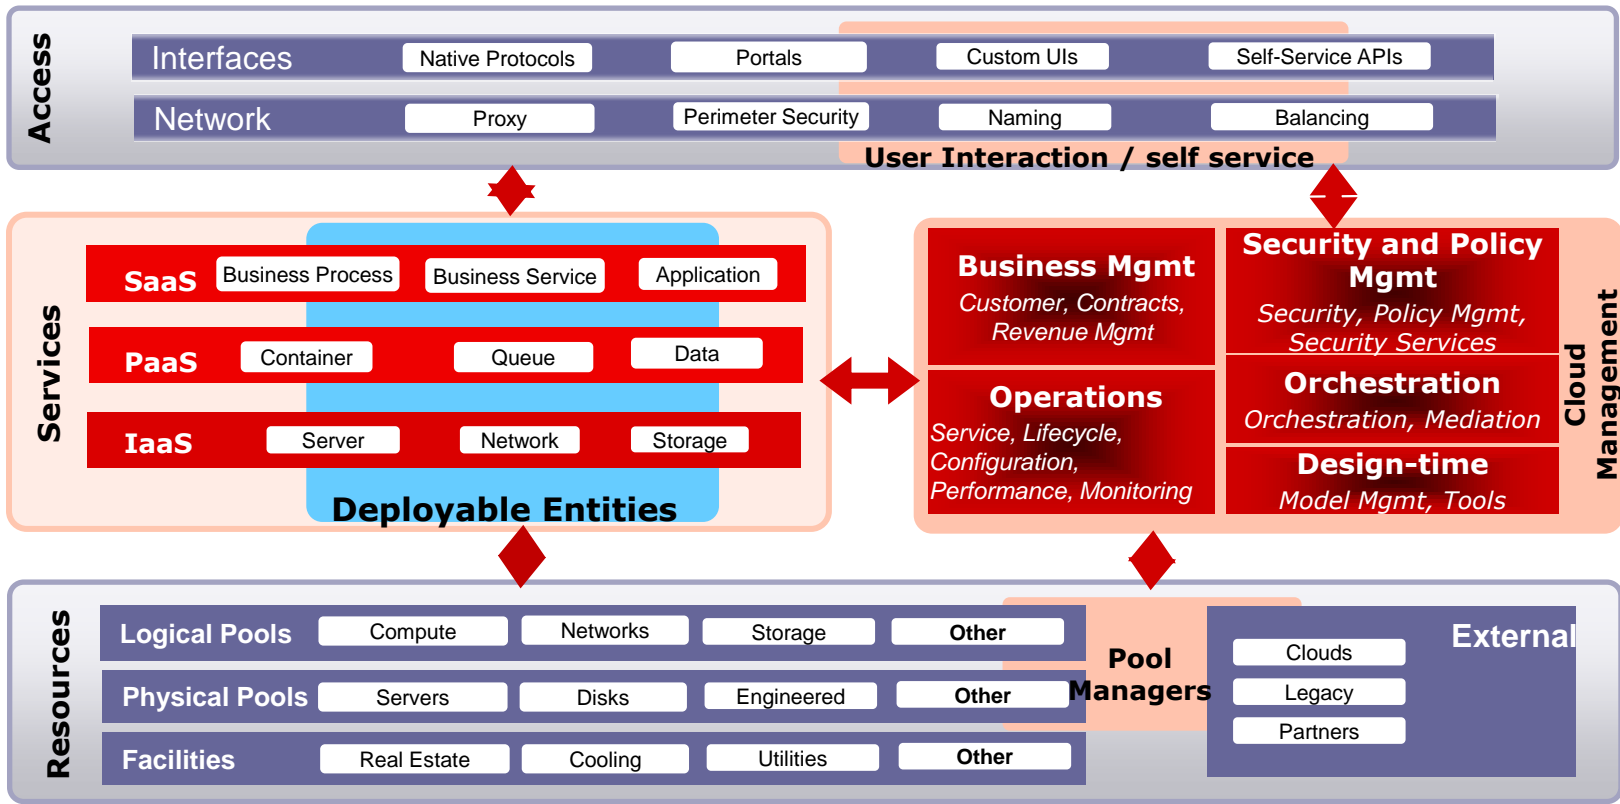 Access
Interfaces
Native Protocols
Portals
Custom UIs
Self-Service APIs
Network
Proxy
Perimeter Security
Naming
Balancing
User Interaction / self service
Services
SaaS
Business Process
Business Service
Application
PaaS
Container
Queue
Data
IaaS
Server
Network
Storage
Deployable Entities
Business Mgmt
Customer, Contracts,
Revenue Mgmt
Operations
Service, Lifecycle,
Configuration,
Performance, Monitoring
Security and Policy
Mgmt
Security, Policy Mgmt,
Security Services
Orchestration
Orchestration, Mediation
Design-time
Model Mgmt, Tools
Cloud
Management
Resources
Logical Pools
Compute
Networks
Storage
Other
Physical Pools
Servers
Disks
Engineered
Other
Facilities
Real Estate
Cooling
Utilities
Other
Pool
Managers
External
Clouds
Legacy
Partners